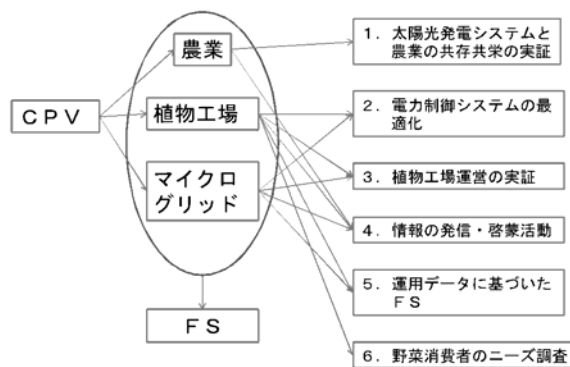 CPV
農業
植物工場
マイクロ
グリッド
FS
1. 太陽光発電システムと
農業の共存共栄の実証
2. 電力制御システムの最
適化
3. 植物工場運営の実証
4. 情報の発信・啓蒙活動
5. 運用データに基づいた
FS
6. 野菜消費者のニーズ調査